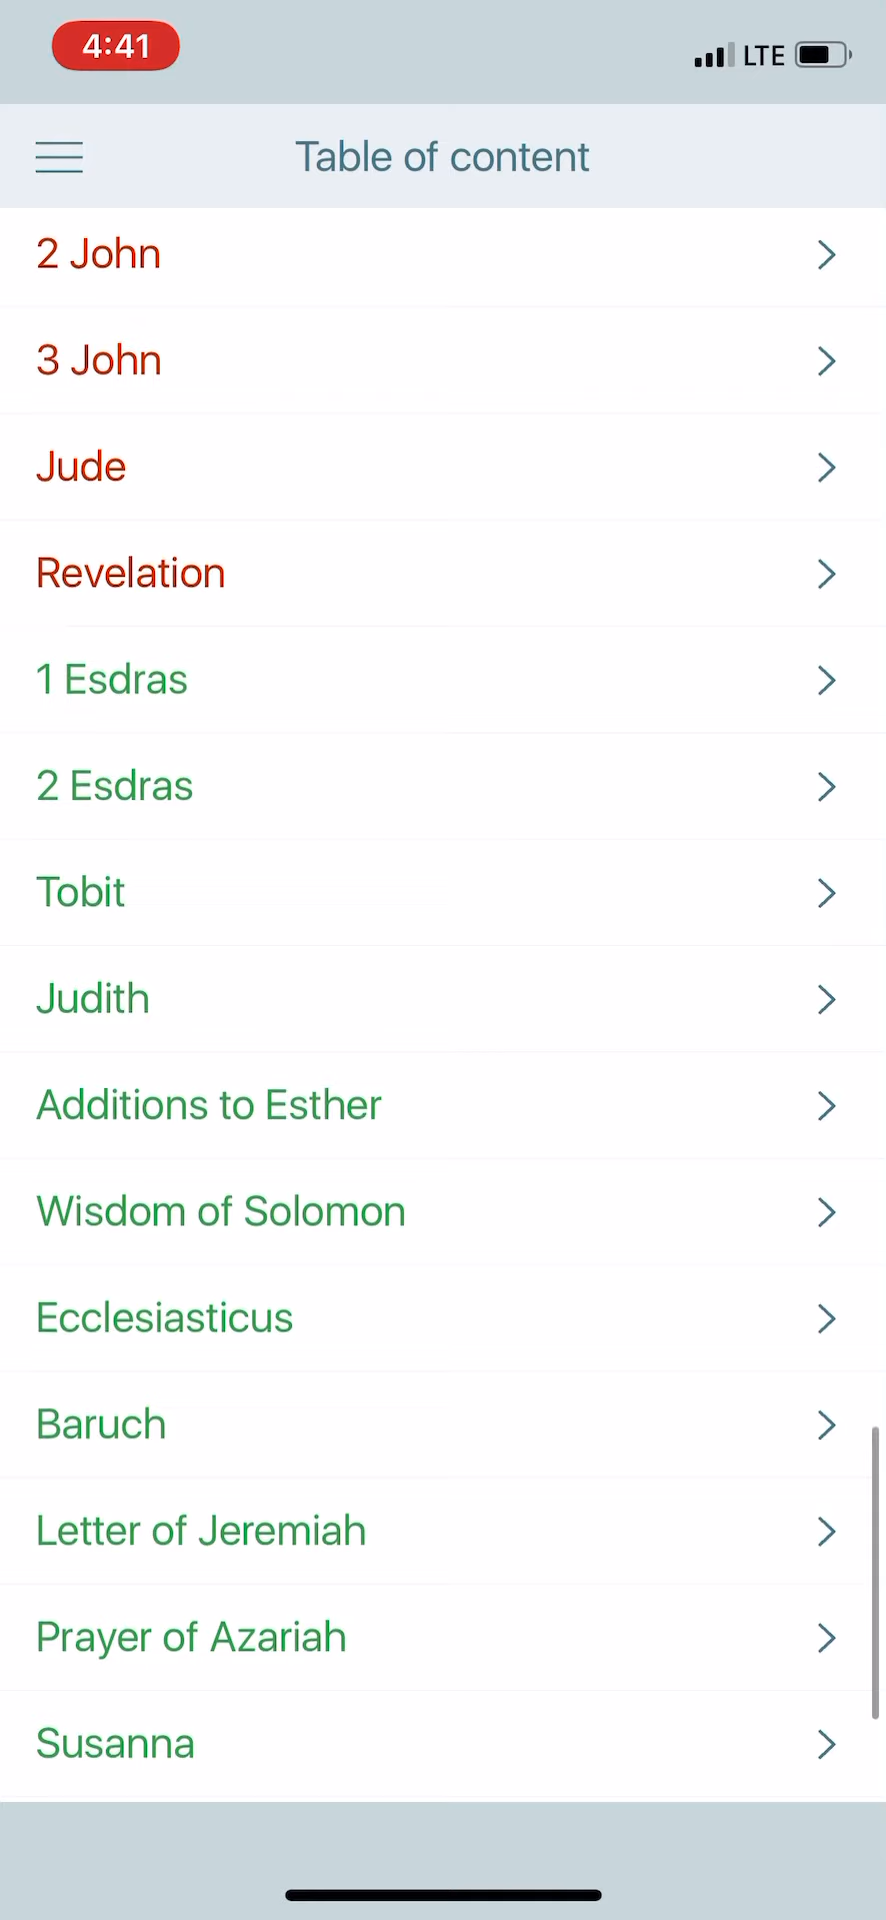 4:41
LTE
Table of content
2 John
3 John
Jude
Revelation
1 Esdras
2 Esdras
Tobit
Judith
Additions to Esther
Wisdom of Solomon
Ecclesiasticus
Baruch
Letter of Jeremiah
Prayer of Azariah
Susanna